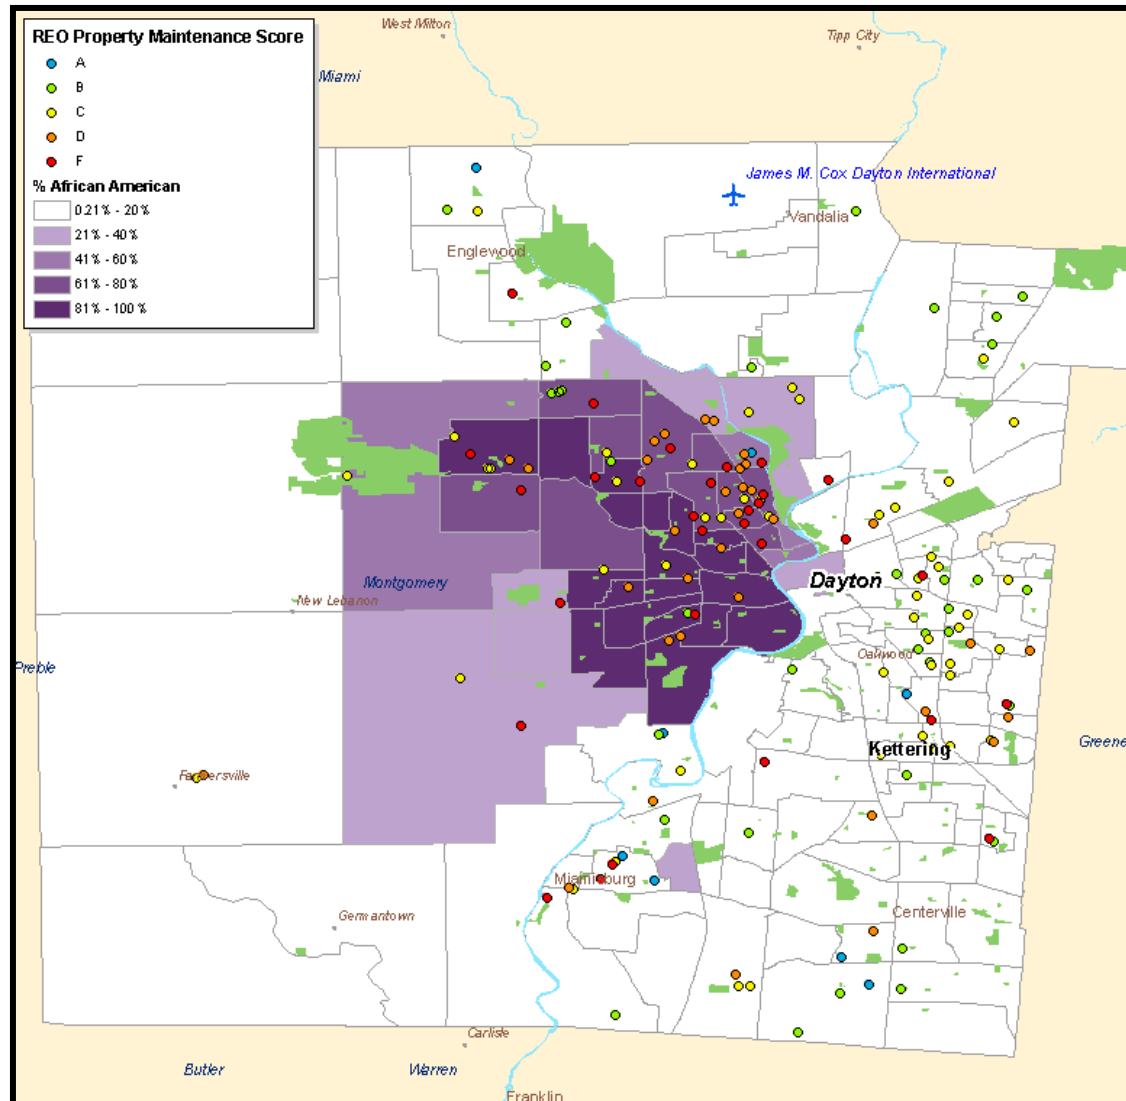 West Milton
Tipp City
REO Property Maintenance Score
A
B
C
D
F
% African American
0.21% - 20%
21% - 40%
41% - 60%
61% - 80%
81% - 100%
Miami
James M. Cox Dayton International
Vandalia
Englewood
Montgomery
Dayton
New Lebanon
Preble
Oakwood
Greene
Kettering
Farmersville
Miamisburg
Centerville
Germantown
Carlisle
Butler
Warren
Franklin